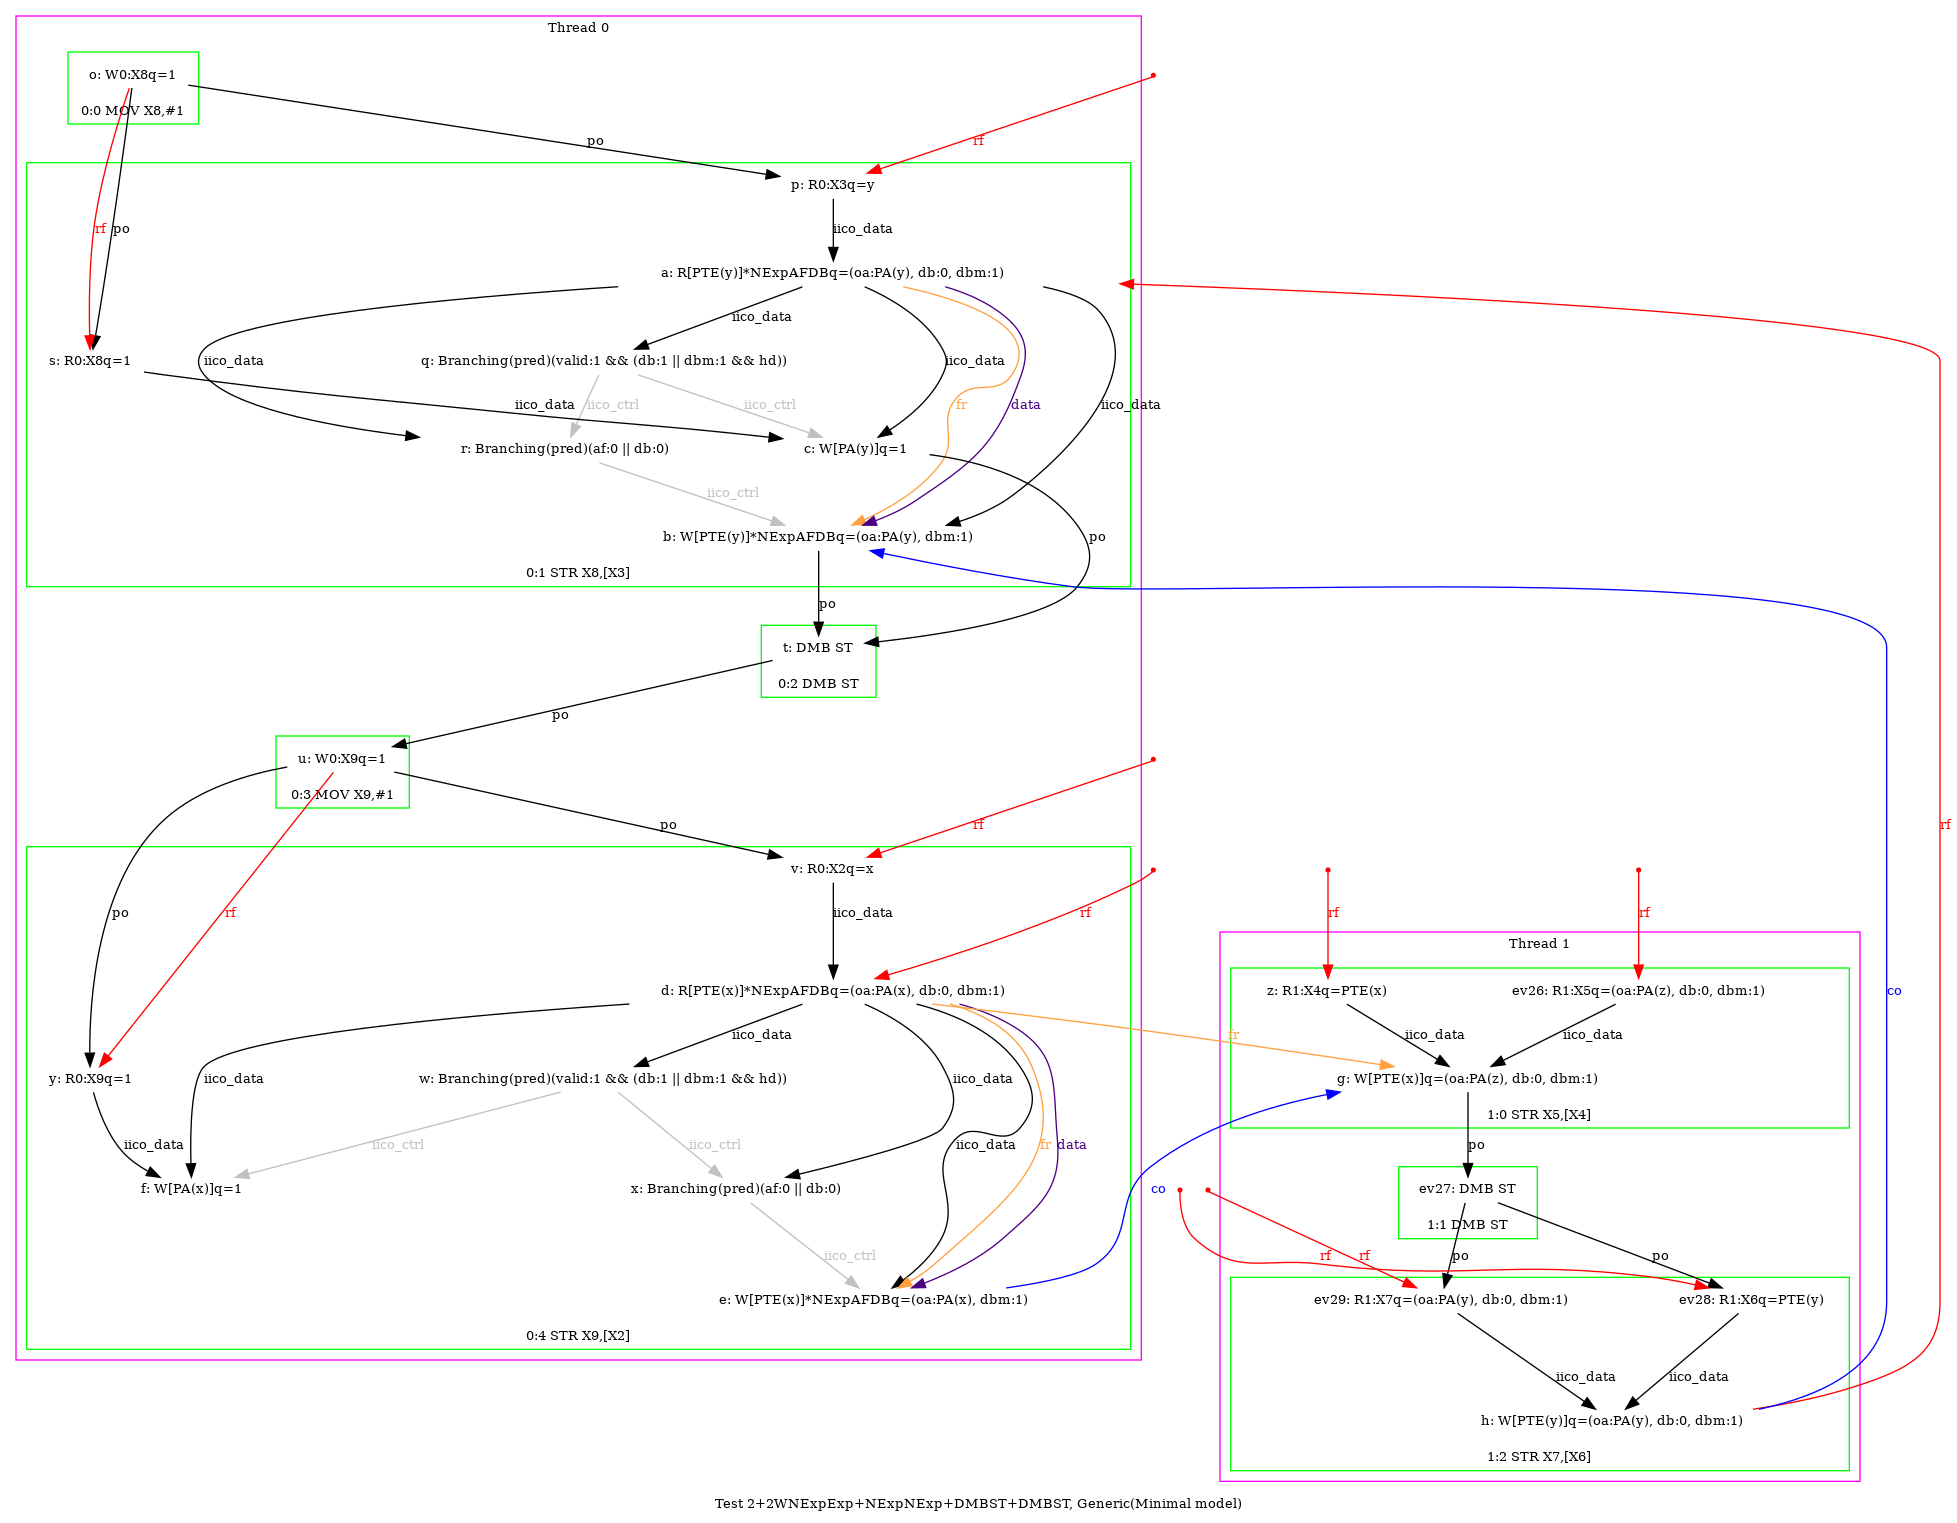 Thread 0
o: W0:X8q=1
0:0 MOV X8,#1
po
rf
p: R0:X3q=y
rf
po
iico_data
a: R[PTE(y)]*NExpAFDBq=(oa:PA(y), db:0, dbm:1)
iico_data
s: R0:X8q=1
iico_data
q: Branching(pred)(valid:1 && (db:1 || dbm:1 && hd))
iico_data
iico_data
iico_ctrl
iico_ctrl
fr
data
iico_data
r: Branching(pred)(af:0 || db:0)
c: W[PA(y)]q=1
iico_ctrl
b: W[PTE(y)]*NExpAFDBq=(oa:PA(y), dbm:1)
po
0:1 STR X8,[X3]
po
t: DMB ST
0:2 DMB ST
po
u: W0:X9q=1
0:3 MOV X9,#1
po
rf
rf
v: R0:X2q=x
po
rf
iico_data
rf
rf
rf
Thread 1
d: R[PTE(x)]*NExpAFDBq=(oa:PA(x), db:0, dbm:1)
z: R1:X4q=PTE(x)
ev26: R1:X5q=(oa:PA(z), db:0, dbm:1)
co
iico_data
fr
iico_data
iico_data
y: R0:X9q=1
iico_data
w: Branching(pred)(valid:1 && (db:1 || dbm:1 && hd))
iico_data
g: W[PTE(x)]q=(oa:PA(z), db:0, dbm:1)
1:0 STR X5,[X4]
iico_data
iico_ctrl
iico_ctrl
iico_data
fr
data
po
f: W[PA(x)]q=1
x: Branching(pred)(af:0 || db:0)
co
ev27: DMB ST
1:1 DMB ST
iico_ctrl
rf
rf
po
po
e: W[PTE(x)]*NExpAFDBq=(oa:PA(x), dbm:1)
ev29: R1:X7q=(oa:PA(y), db:0, dbm:1)
ev28: R1:X6q=PTE(y)
0:4 STR X9,[X2]
iico_data
iico_data
h: W[PTE(y)]q=(oa:PA(y), db:0, dbm:1)
1:2 STR X7,[X6]
Test 2+2WNExpExp+NExpNExp+DMBST+DMBST, Generic(Minimal model)